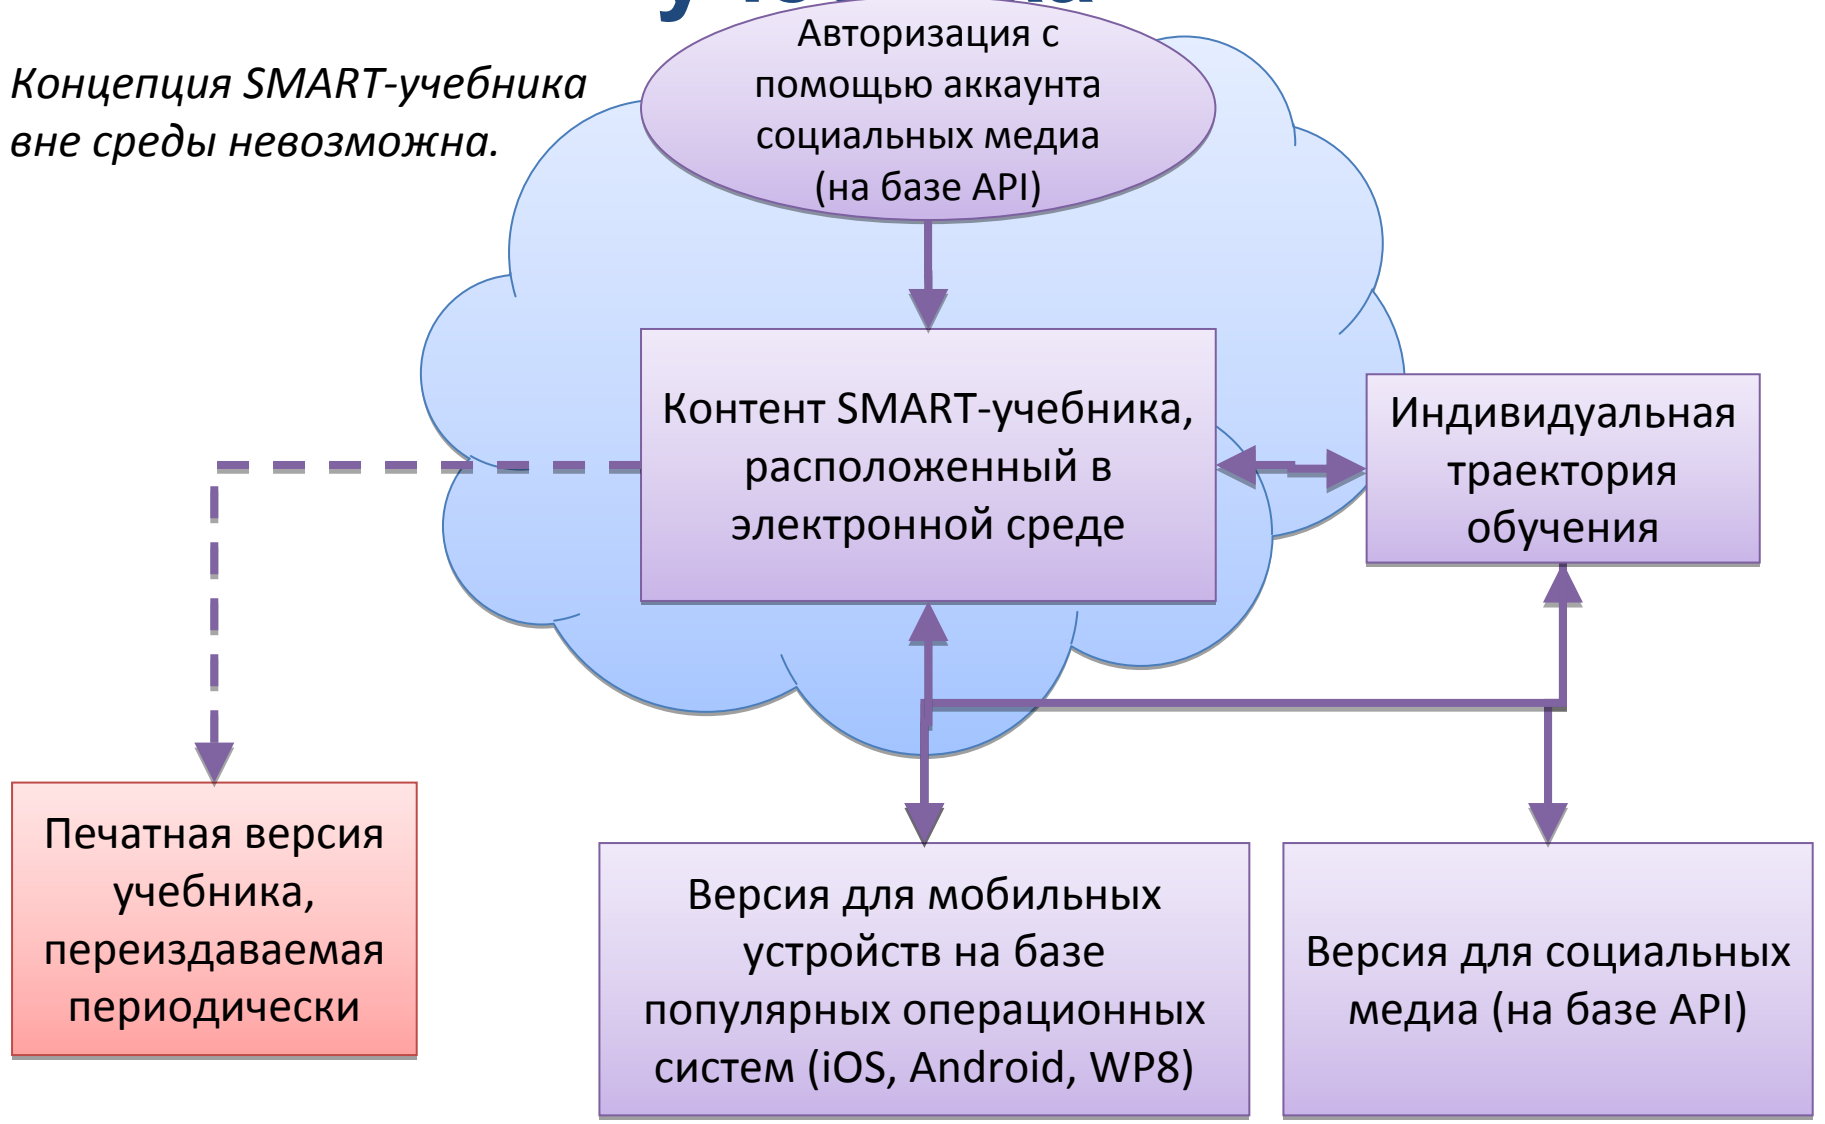 Концепция SMART-учебника
вне среды невозможна.
Авторизация с
помощью аккаунта
социальных медиа
(на базе API)
Контент SMART-учебника,
расположенный в
электронной среде
Индивидуальная
траектория
обучения
Печатная версия
учебника,
переиздаваемая
периодически
Версия для мобильных
устройств на базе
популярных операционных
систем (iOS, Android, WP8)
Версия для социальных
медиа (на базе API)